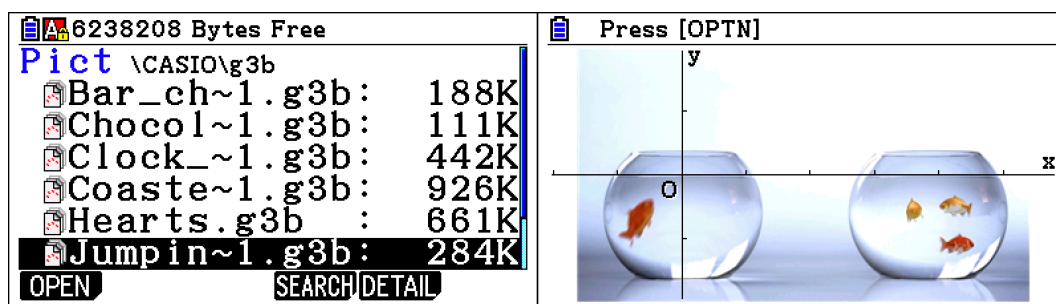 6238208 Bytes Free
Pict \CASIO\g3b
Bar_ch~1.g3b: 188K
Chocol~1.g3b: 111K
Clock_~1.g3b: 442K
Coaste~1.g3b: 926K
Hearts.g3b : 661K
Jumpin~1.g3b: 284K
OPEN SEARCH DETAIL
Press [OPTN]
y
x
O